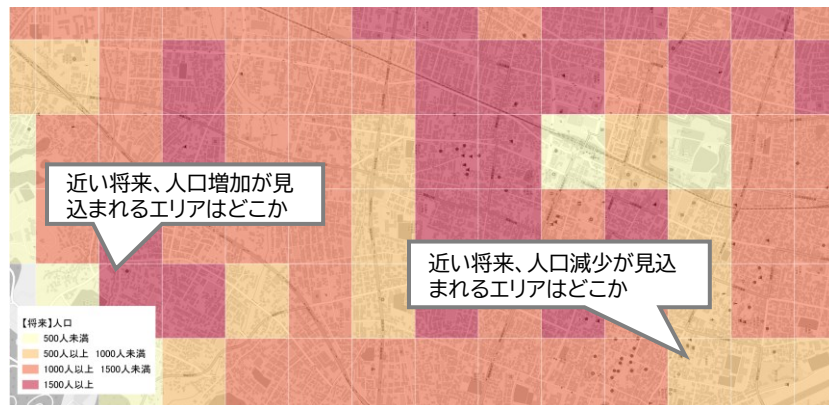 近い将来、人口増加が見
込まれるエリアはどこか
近い将来、人口減少が見込
まれるエリアはどこか
【将来】人口
500人未満
500人以上 1000人未満
1000人以上 1500人未満
1500人以上